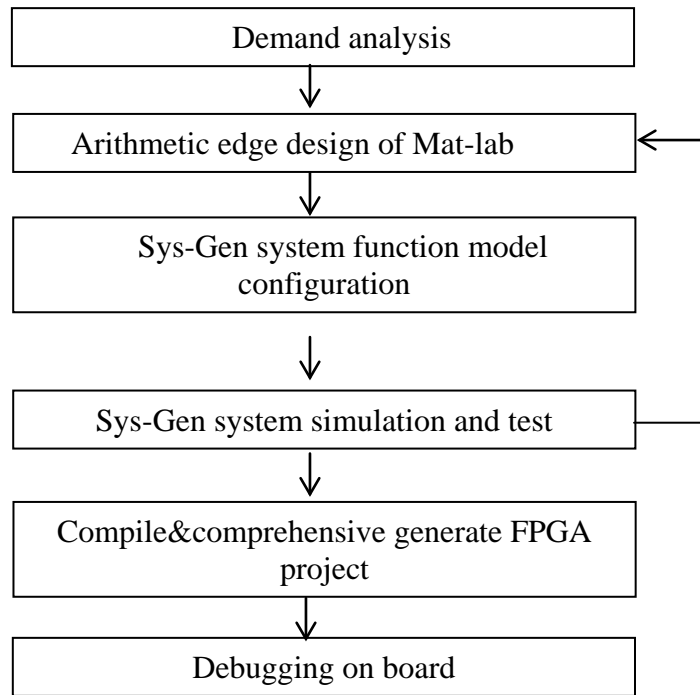 Demand analysis
Arithmetic edge design of Mat-lab
Sys-Gen system function model
configuration
Sys-Gen system simulation and test
Compile&comprehensive generate FPGA
project
Debugging on board